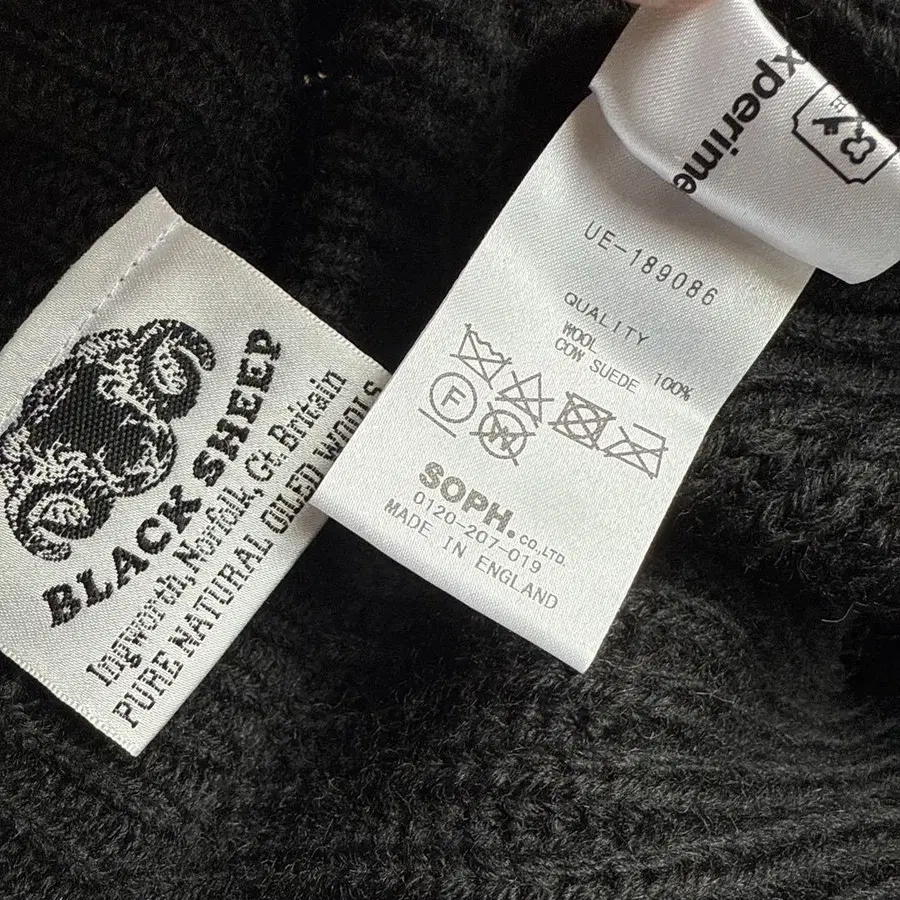 BLACK SHEEP
Ingworth, Norfolk, Gt. Britain
PURE NATURAL OILED WOOLS
xperime
UE-189086
QUALITY
WOOL 100%
COW SUEDE
F
W
SOPH. CO.,LTD.
0120-207-019
MADE IN ENGLAND